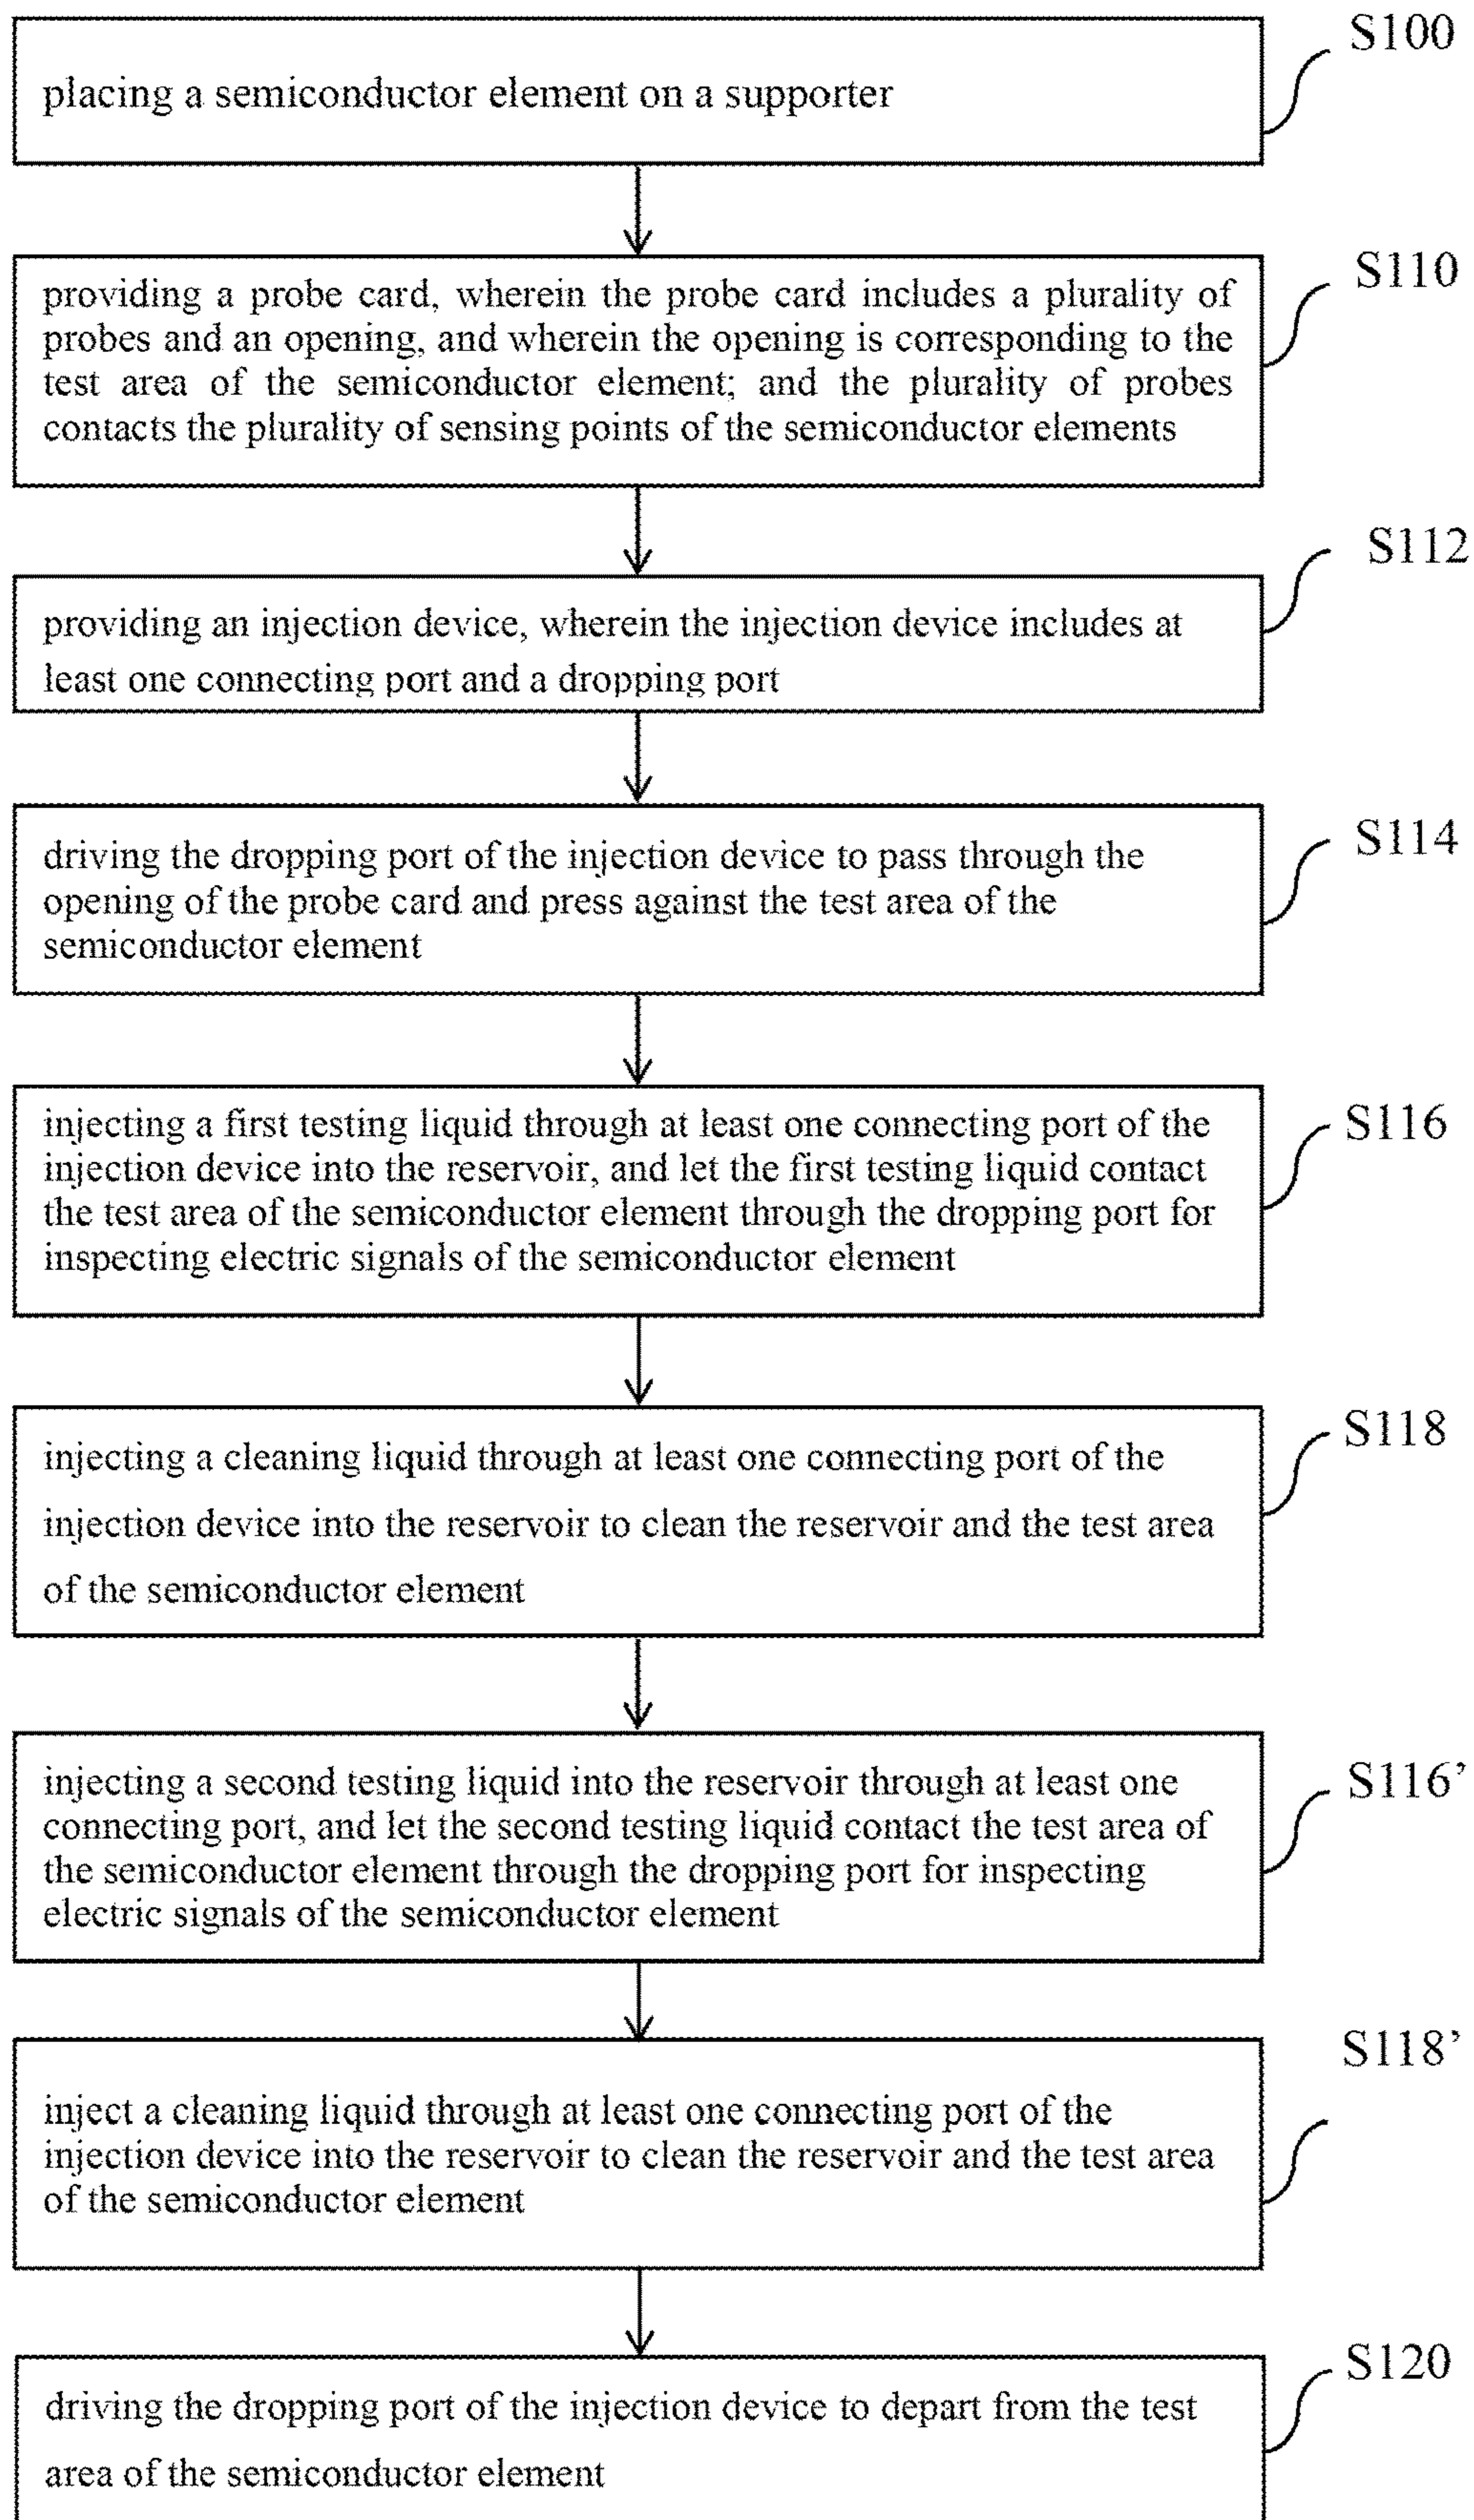 S100
placing a semiconductor element on a supporter
S110
providing a probe card, wherein the probe card includes a plurality of
probes and an opening, and wherein the opening is corresponding to the
test area of the semiconductor element; and the plurality of probes
contacts the plurality of sensing points of the semiconductor elements
S112
providing an injection device, wherein the injection device includes at
least one connecting port and a dropping port
S114
driving the dropping port of the injection device to pass through the
opening of the probe card and press against the test area of the
semiconductor element
S116
injecting a first testing liquid through at least one connecting port of the
injection device into the reservoir, and let the first testing liquid contact
the test area of the semiconductor element through the dropping port for
inspecting electric signals of the semiconductor element
S118
injecting a cleaning liquid through at least one connecting port of the
injection device into the reservoir to clean the reservoir and the test area
of the semiconductor element
S116’
injecting a second testing liquid into the reservoir through at least one
connecting port, and let the second testing liquid contact the test area of
the semiconductor element through the dropping port for inspecting
electric signals of the semiconductor element
S118’
inject a cleaning liquid through at least one connecting port of the
injection device into the reservoir to clean the reservoir and the test area
of the semiconductor element
S120
driving the dropping port of the injection device to depart from the test
area of the semiconductor element